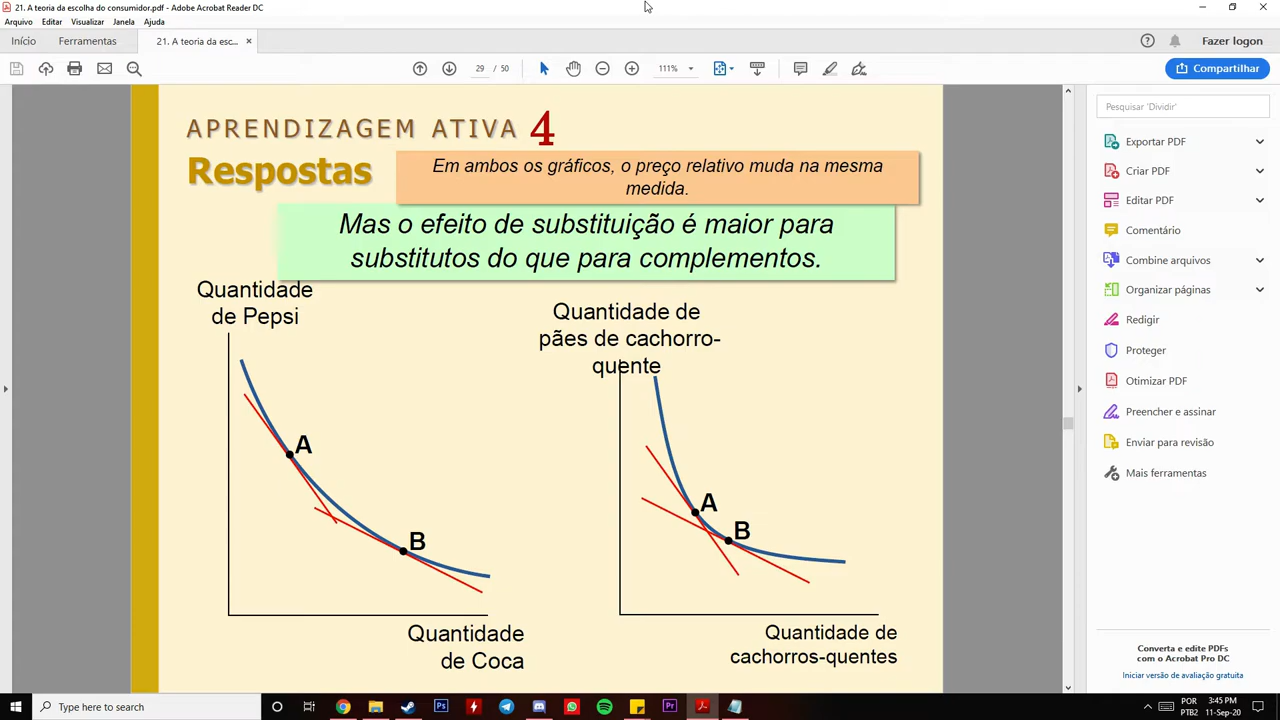 21. A teoria da escolha do consumidor.pdf - Adobe Acrobat Reader DC
Arquivo Editar Visualizar Janela Ajuda
Início Ferramentas 21. A teoria da esc... × Fazer logon
29 / 50 111% Compartilhar
APRENDIZAGEM ATIVA 4
Respostas
Em ambos os gráficos, o preço relativo muda na mesma
medida.
Mas o efeito de substituição é maior para
substitutos do que para complementos.
Quantidade
de Pepsi
A
B
Quantidade
de Coca
Quantidade de
pães de cachorro-
quente
A
B
Quantidade de
cachorros-quentes
Pesquisar 'Dividir'
Exportar PDF
Criar PDF
Editar PDF
Comentário
Combine arquivos
Organizar páginas
Redigir
Proteger
Otimizar PDF
Preencher e assinar
Enviar para revisão
Mais ferramentas
Converta e edite PDFs
com o Acrobat Pro DC
Iniciar versão de avaliação gratuita
Type here to search
Ps
Pr
POR
PTB2
3:45 PM
11-Sep-20